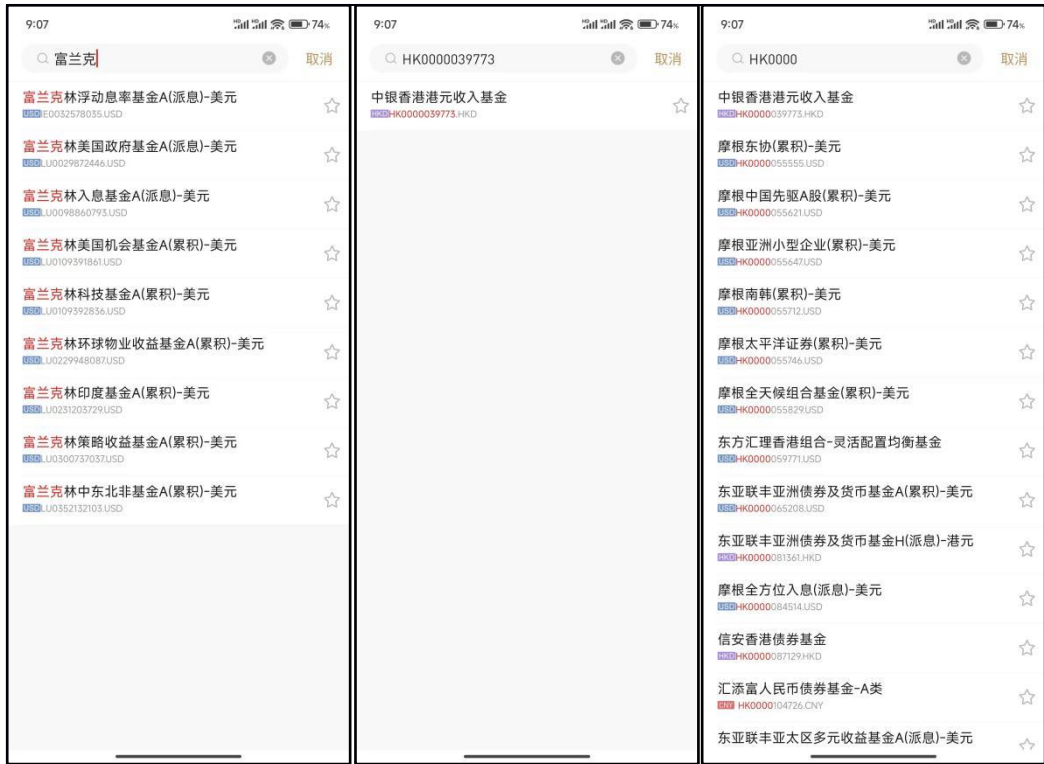 9:07
74%
富兰克
取消
富兰克林浮动息率基金A(派息)-美元
USD IE0032578035.USD
富兰克林美国政府基金A(派息)-美元
USD LU0029872446.USD
富兰克林入息基金A(派息)-美元
USD LU0098860793.USD
富兰克林美国机会基金A(累积)-美元
USD LU0109391861.USD
富兰克林科技基金A(累积)-美元
USD LU0109392836.USD
富兰克林环球物业收益基金A(累积)-美元
USD LU0229948087.USD
富兰克林印度基金A(累积)-美元
USD LU0231203729.USD
富兰克林策略收益基金A(累积)-美元
USD LU0300737037.USD
富兰克林中东北非基金A(累积)-美元
USD LU0352132103.USD
9:07
74%
HK0000039773
取消
中银香港港元收入基金
HKD HK0000039773.HKD
9:07
74%
HK0000
取消
中银香港港元收入基金
HKD HK0000039773.HKD
摩根东协(累积)-美元
USD HK0000055555.USD
摩根中国先驱A股(累积)-美元
USD HK0000055621.USD
摩根亚洲小型企业(累积)-美元
USD HK0000055647.USD
摩根南韩(累积)-美元
USD HK0000055712.USD
摩根太平洋证券(累积)-美元
USD HK0000055746.USD
摩根全天候组合基金(累积)-美元
USD HK0000055829.USD
东方汇理香港组合-灵活配置均衡基金
USD HK0000059771.USD
东亚联丰亚洲债券及货币基金A(累积)-美元
USD HK0000065208.USD
东亚联丰亚洲债券及货币基金H(派息)-港元
HKD HK0000081361.HKD
摩根全方位入息(派息)-美元
USD HK0000084514.USD
信安香港债券基金
HKD HK0000087129.HKD
汇添富人民币债券基金-A类
CNY HK0000104726.CNY
东亚联丰亚太区多元收益基金A(派息)-美元